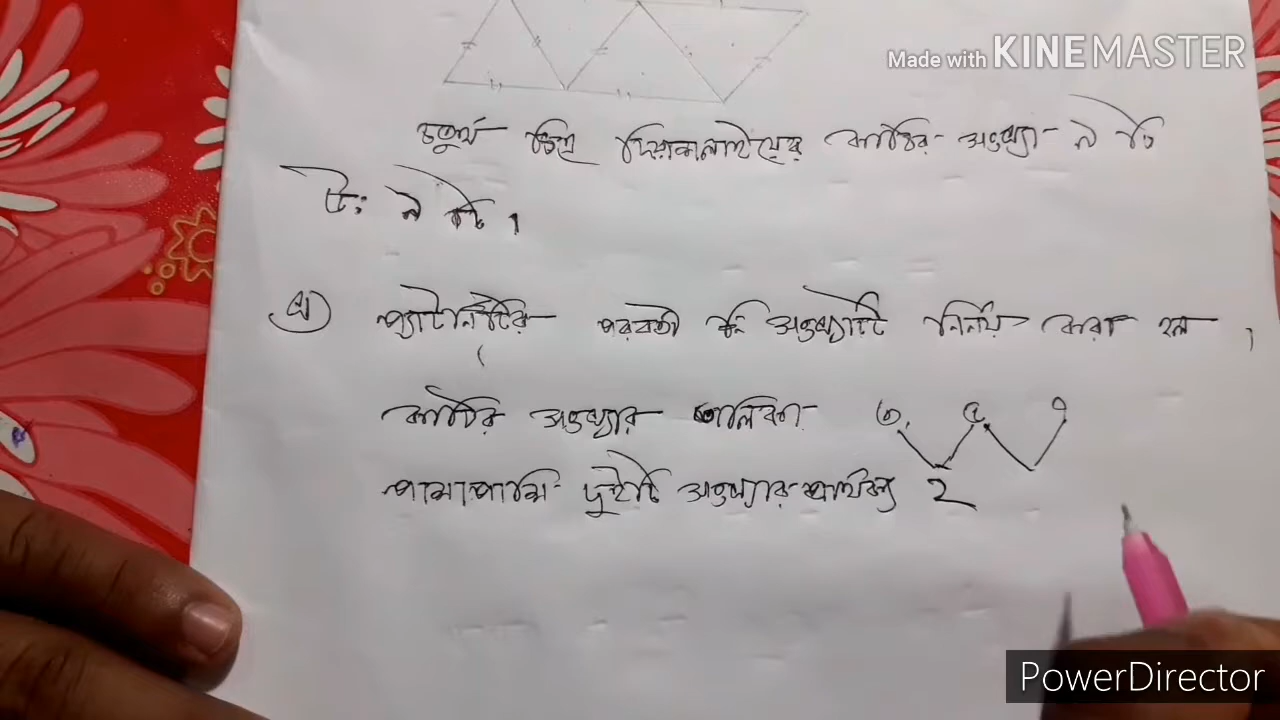 Made with KINEMASTER
চতুর্থ চিত্রে দিয়াশলাইয়ের কাঠির সংখ্যা ৯ টি
উঃ ৯ টি।
খ) প্যাটার্নটির পরবর্তী সংখ্যাটি নির্ণয় করা হল।
কাঠির সংখ্যার তালিকা ৩, ৫, ৭
পাশাপাশি দুইটি সংখ্যার পার্থক্য ২
PowerDirector